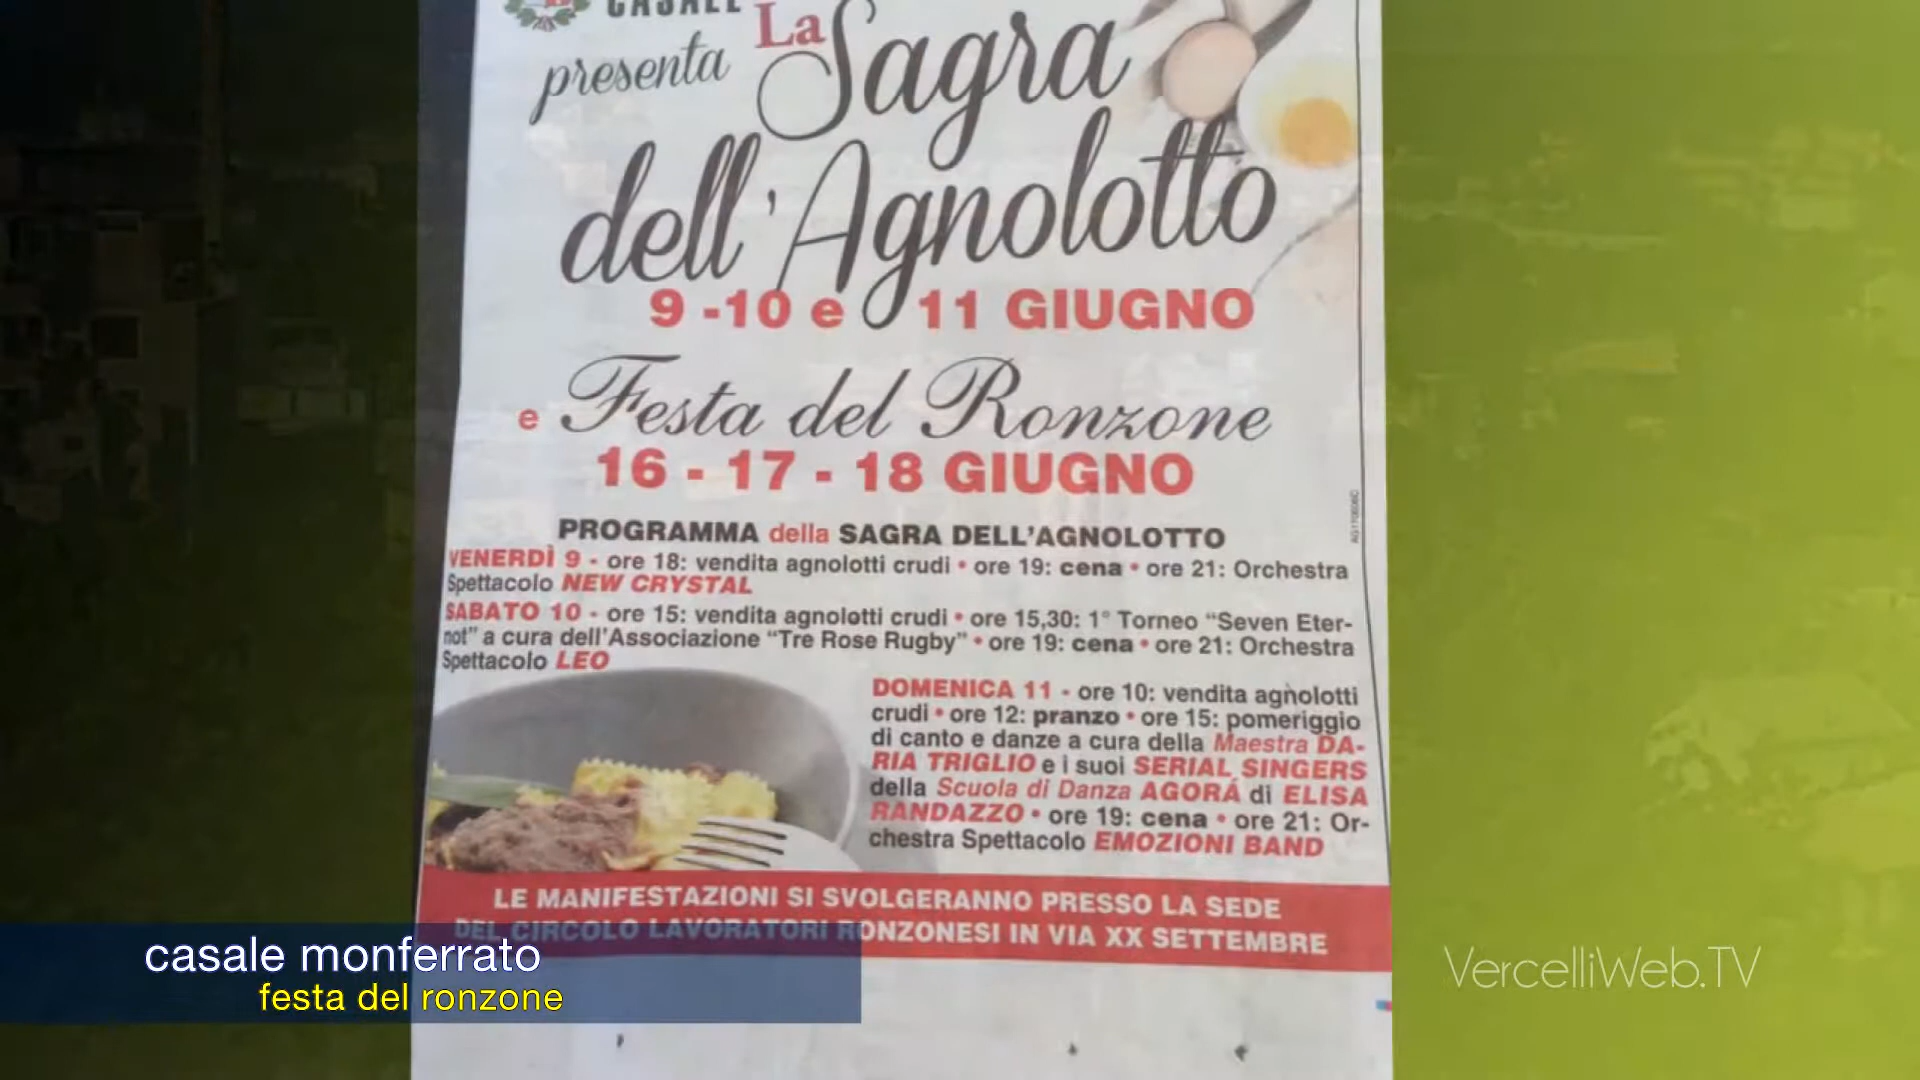 CASALE
presenta La Sagra
dell'Agnolotto
9 -10 e 11 GIUGNO
e Festa del Ronzone
16 - 17 - 18 GIUGNO
PROGRAMMA della SAGRA DELL'AGNOLOTTO
VENERDÌ 9 - ore 18: vendita agnolotti crudi • ore 19: cena • ore 21: Orchestra
Spettacolo NEW CRYSTAL
SABATO 10 - ore 15: vendita agnolotti crudi • ore 15,30: 1° Torneo “Seven Eter-
not” a cura dell'Associazione “Tre Rose Rugby” • ore 19: cena • ore 21: Orchestra
Spettacolo LEO
DOMENICA 11 - ore 10: vendita agnolotti
crudi • ore 12: pranzo • ore 15: pomeriggio
di canto e danze a cura della Maestra DA-
RIA TRIGLIO e i suoi SERIAL SINGERS
della Scuola di Danza AGORÁ di ELISA
RANDAZZO • ore 19: cena • ore 21: Or-
chestra Spettacolo EMOZIONI BAND
LE MANIFESTAZIONI SI SVOLGERANNO PRESSO LA SEDE
DEL CIRCOLO LAVORATORI RONZONESI IN VIA XX SETTEMBRE
casale monferrato
festa del ronzone
VercelliWeb.TV